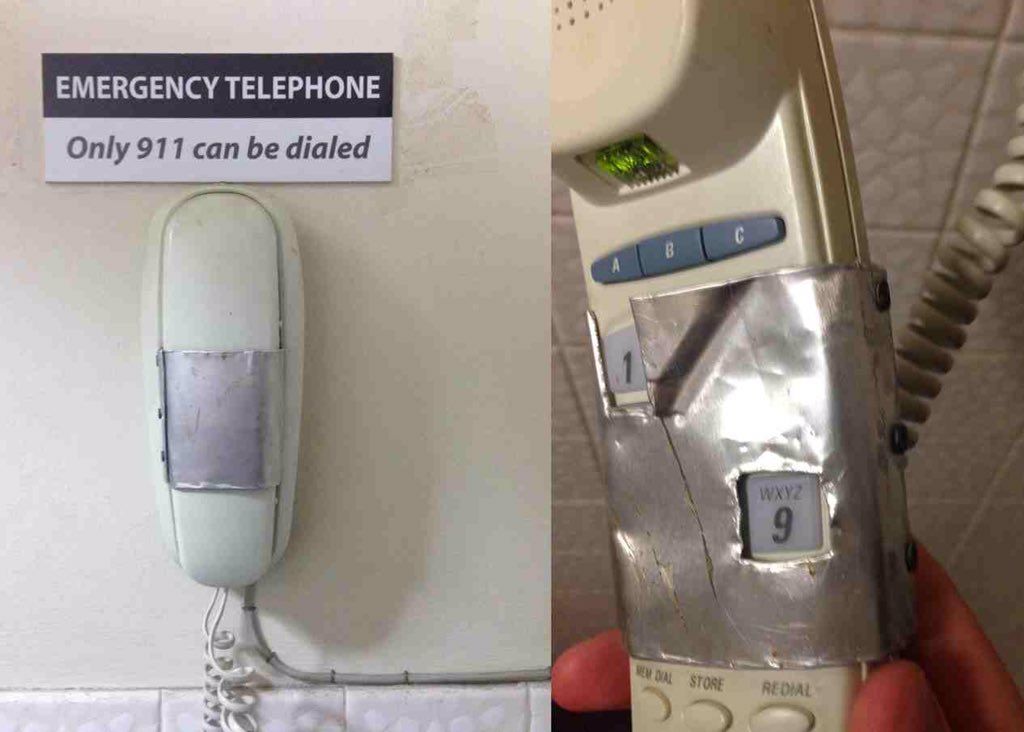 EMERGENCY TELEPHONE
Only 911 can be dialed
A B C
1
WXYZ
9
MEM DIAL STORE REDIAL